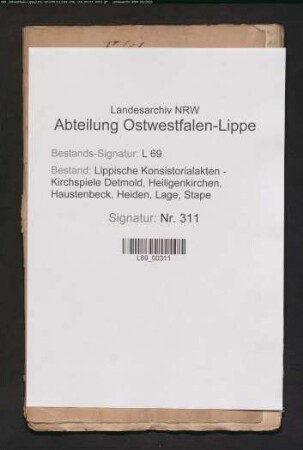 Landesarchiv NRW
Abteilung Ostwestfalen-Lippe
Bestands-Signatur: L 69
Bestand: Lippische Konsistorialakten -
Kirchspiele Detmold, Heiligenkirchen,
Haustenbeck, Heiden, Lage, Stape
Signatur: Nr. 311
L69_00311